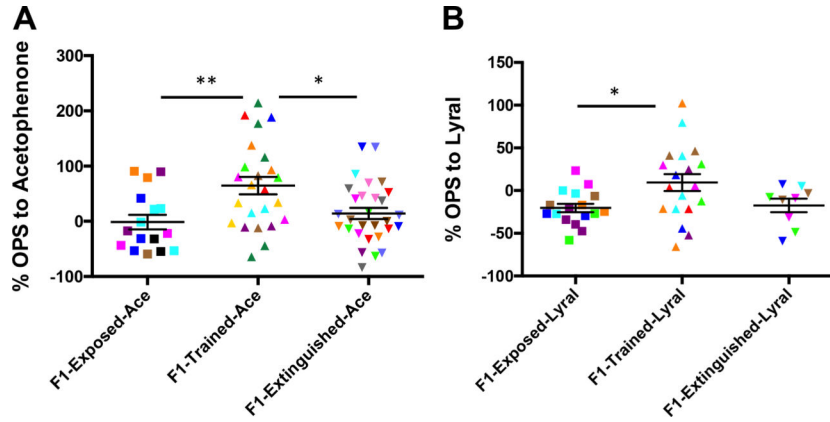 A
% OPS to Acetophenone
300
200
100
0
-100
**
*
F1-Exposed-Ace
F1-Trained-Ace
F1-Extinguished-Ace
B
% OPS to Lyral
150
100
50
0
-50
-100
*
F1-Exposed-Lyral
F1-Trained-Lyral
F1-Extinguished-Lyral